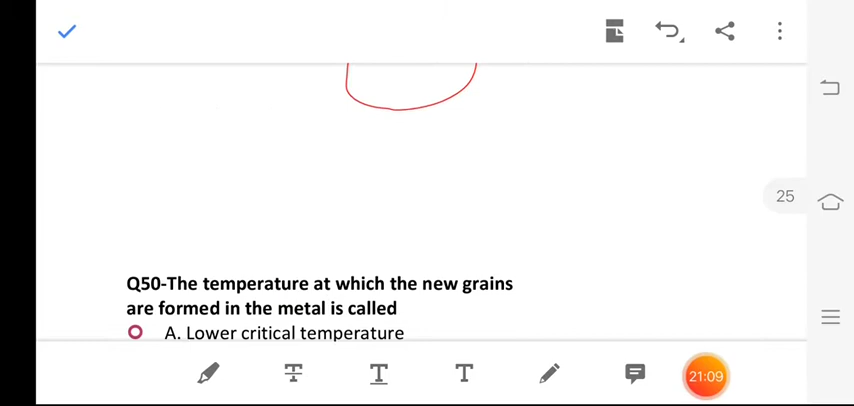 25
Q50-The temperature at which the new grains
are formed in the metal is called
A. Lower critical temperature
T T T
21:09